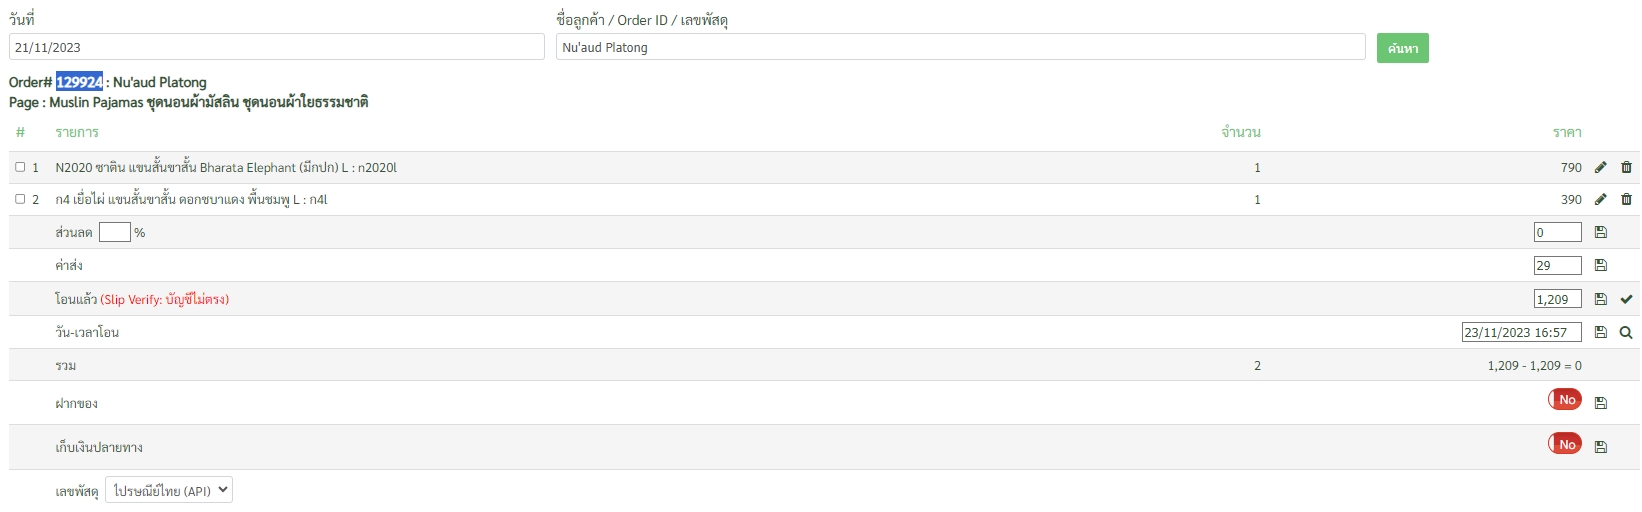 วันที่ ชื่อลูกค้า / Order ID / เลขพัสดุ
21/11/2023 Nu'aud Platong ค้นหา
Order# 129924 : Nu'aud Platong
Page : Muslin Pajamas ชุดนอนผ้ามัสลิน ชุดนอนผ้าใยธรรมชาติ
# รายการ จำนวน ราคา
1 N2020 ซาติน แขนสั้นขาสั้น Bharata Elephant (มีกปก) L : n2020l 1 790
2 ก4 เยื่อไผ่ แขนสั้นขาสั้น ดอกชบาแดง พื้นชมพู L : ก4l 1 390
ส่วนลด % 0
ค่าส่ง 29
โอนแล้ว (Slip Verify: บัญชีไม่ตรง) 1,209
วัน-เวลาโอน 23/11/2023 16:57
รวม 2 1,209 - 1,209 = 0
ฝากของ No
เก็บเงินปลายทาง No
เลขพัสดุ ไปรษณีย์ไทย (API)